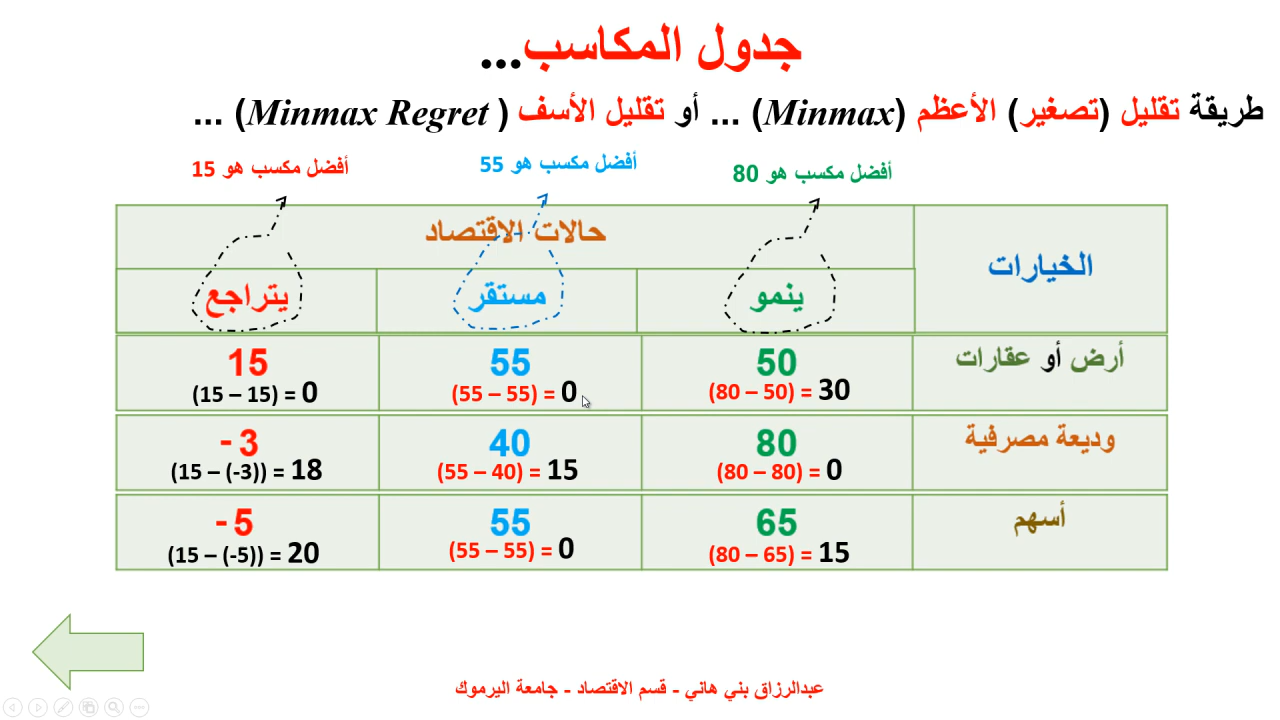 جدول المكاسب...
طريقة تقليل (تصغير) الأعظم (Minmax) ... أو تقليل الأسف ( Minmax Regret) ...
أفضل مكسب هو 80
أفضل مكسب هو 55
أفضل مكسب هو 15
الخيارات
حالات الاقتصاد
ينمو
مستقر
يتراجع
أرض أو عقارات
50
(80 – 50) = 30
55
(55 – 55) = 0
15
(15 – 15) = 0
وديعة مصرفية
80
(80 – 80) = 0
40
(55 – 40) = 15
- 3
(15 – (-3)) = 18
أسهم
65
(80 – 65) = 15
55
(55 – 55) = 0
- 5
(15 – (-5)) = 20
عبدالرزاق بني هاني - قسم الاقتصاد - جامعة اليرموك